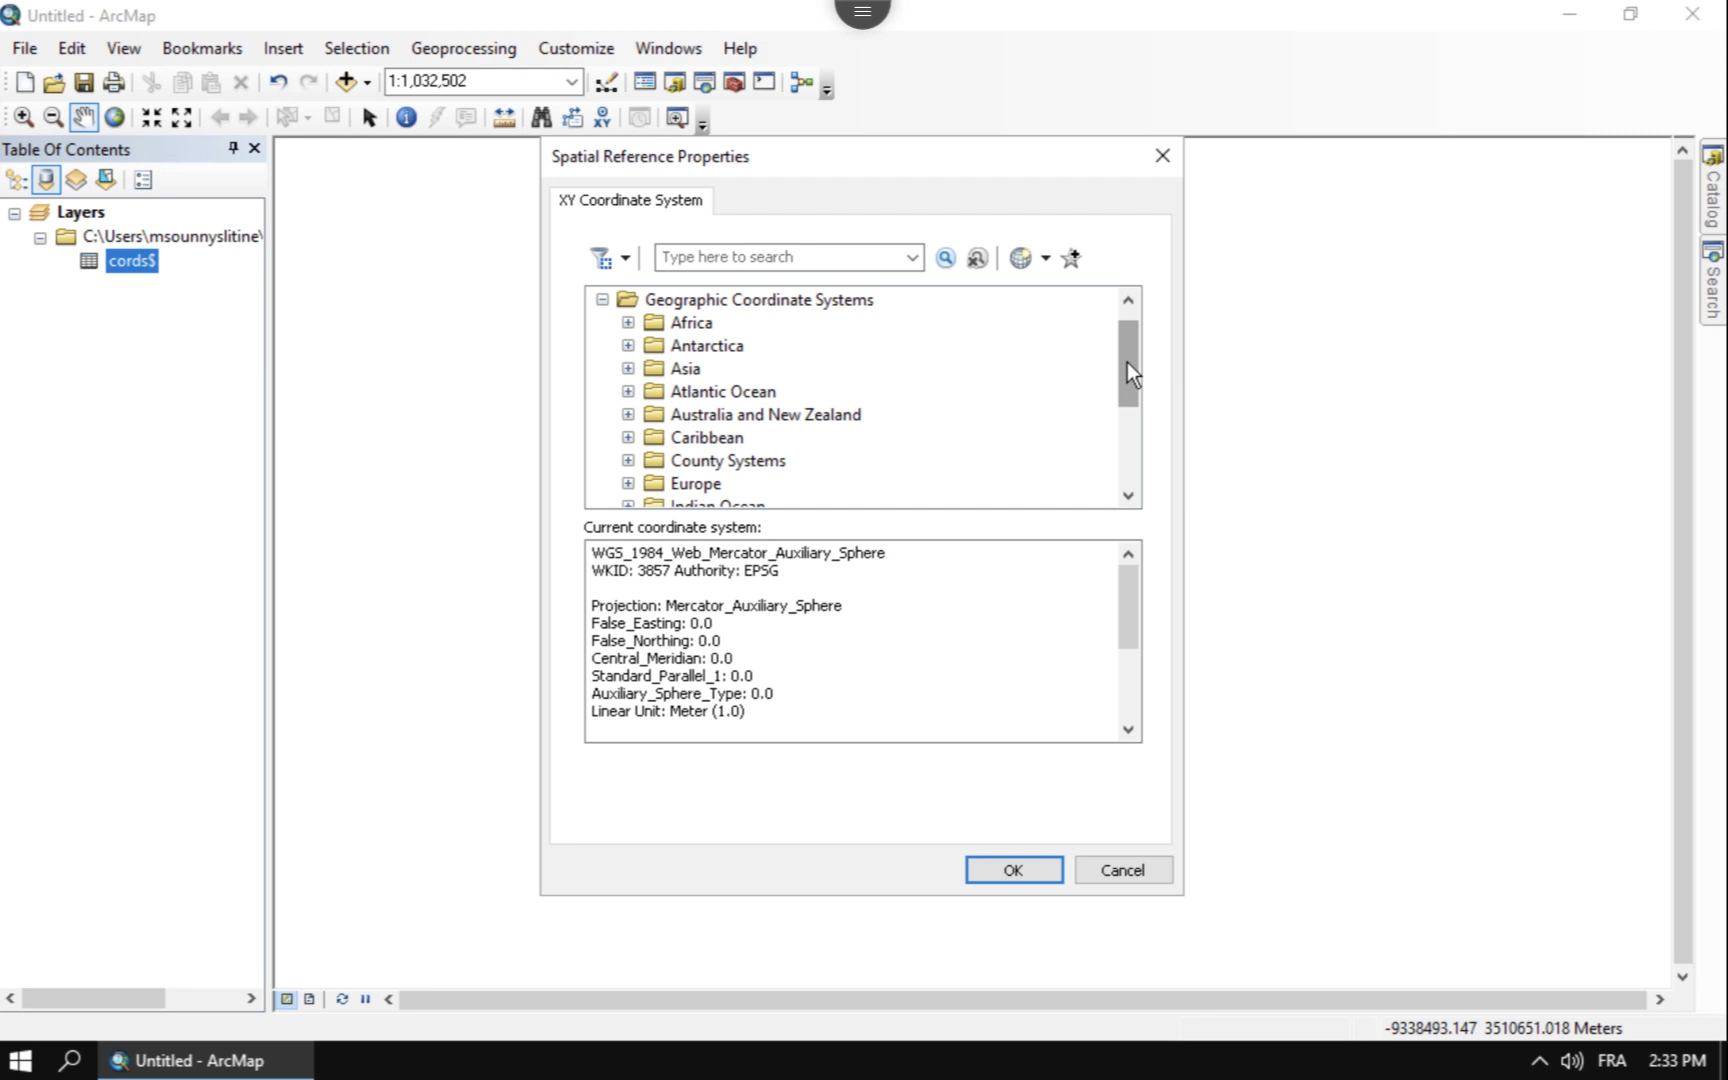 Untitled - ArcMap
File Edit View Bookmarks Insert Selection Geoprocessing Customize Windows Help
1:1,032,502
Table Of Contents
Layers
C:\Users\msounnyslitine\
cords$
Spatial Reference Properties
XY Coordinate System
Type here to search
Geographic Coordinate Systems
Africa
Antarctica
Asia
Atlantic Ocean
Australia and New Zealand
Caribbean
County Systems
Europe
Indian Ocean
Current coordinate system:
WGS_1984_Web_Mercator_Auxiliary_Sphere
WKID: 3857 Authority: EPSG
Projection: Mercator_Auxiliary_Sphere
False_Easting: 0.0
False_Northing: 0.0
Central_Meridian: 0.0
Standard_Parallel_1: 0.0
Auxiliary_Sphere_Type: 0.0
Linear Unit: Meter (1.0)
OK Cancel
Catalog
Search
-9338493.147 3510651.018 Meters
Untitled - ArcMap
FRA 2:33 PM